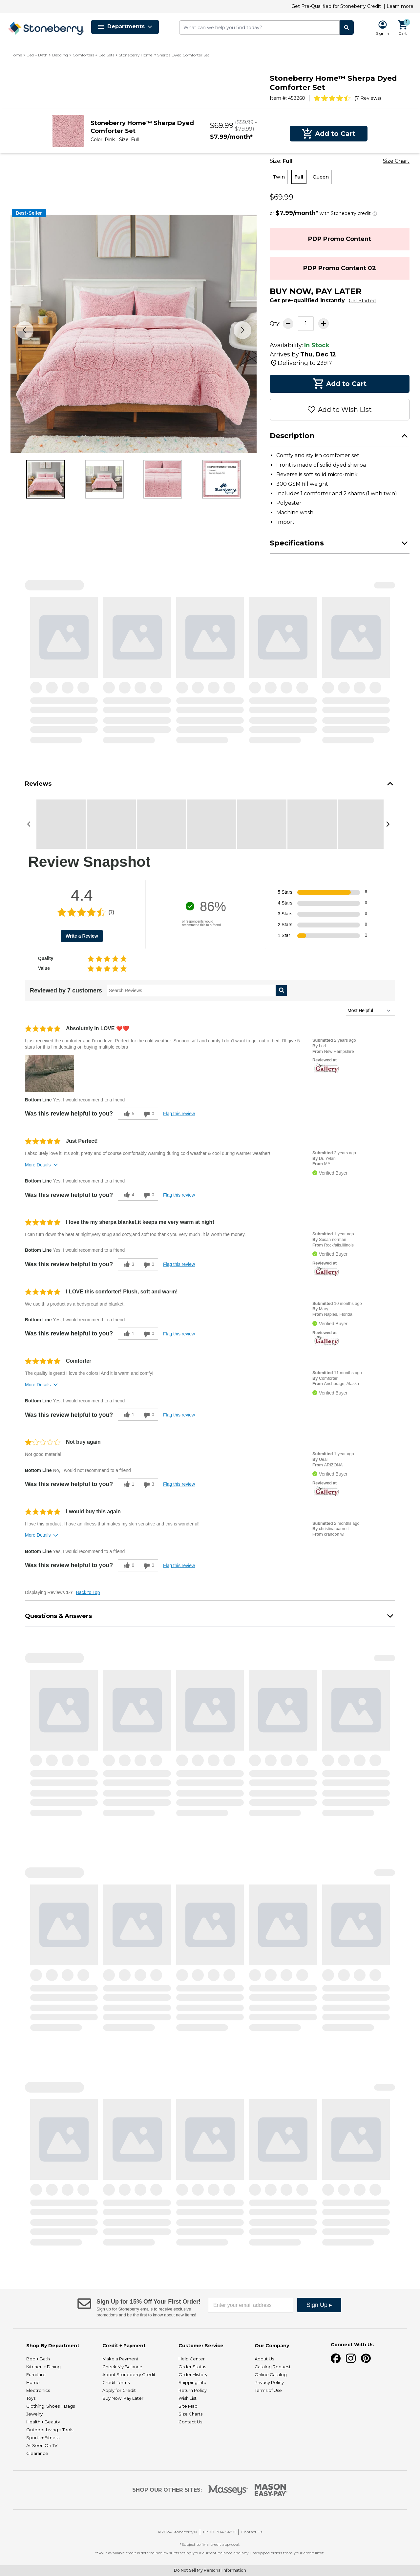 Get Pre-Qualified for Stoneberry Credit | Learn more
Stoneberry
Departments
What can we help you find today?
Sign In
Cart
Home > Bed + Bath > Bedding > Comforters + Bed Sets > Stoneberry Home™ Sherpa Dyed Comforter Set
Stoneberry Home™ Sherpa Dyed Comforter Set
Item #: 458260 | (7 Reviews)
Stoneberry Home™ Sherpa Dyed Comforter Set
Color: Pink | Size: Full
$69.99 ($59.99 - $79.99)
$7.99/month*
Add to Cart
Size: Full
Size Chart
Twin
Full
Queen
$69.99
or $7.99/month* with Stoneberry credit
PDP Promo Content
PDP Promo Content 02
BUY NOW, PAY LATER
Get pre-qualified instantly Get Started
Qty: 1
Availability: In Stock
Arrives by Thu, Dec 12
Delivering to 23917
Add to Cart
Add to Wish List
Best-Seller
Description
Comfy and stylish comforter set
Front is made of solid dyed sherpa
Reverse is soft solid micro-mink
300 GSM fill weight
Includes 1 comforter and 2 shams (1 with twin)
Polyester
Machine wash
Import
Specifications
Reviews
Review Snapshot
4.4
(7)
Write a Review
86%
of respondents would recommend this to a friend
5 Stars 6
4 Stars 0
3 Stars 0
2 Stars 0
1 Star 1
Quality
Value
Reviewed by 7 customers
Search Reviews
Most Helpful
Absolutely in LOVE ❤️❤️
I just received the comforter and I'm in love. Perfect for the cold weather. Sooooo soft and comfy I don't want to get out of bed. I'll give 5+ stars for this I'm debating on buying multiple colors
Submitted 2 years ago
By Lori
From New Hampshire
Reviewed at
Gallery
Bottom Line Yes, I would recommend to a friend
Was this review helpful to you? 5 0 Flag this review
Just Perfect!
I absolutely love it! It's soft, pretty and of course comfortably warming during cold weather & cool during warmer weather!
More Details
Submitted 2 years ago
By Dr. Yolani
From MA
Verified Buyer
Bottom Line Yes, I would recommend to a friend
Was this review helpful to you? 4 0 Flag this review
I love the my sherpa blanket,it keeps me very warm at night
I can turn down the heat at night,very snug and cusy,and soft too.thank you very much .it.is worth the money.
Submitted 1 year ago
By Susan norman
From Rockfalls,Illinois
Verified Buyer
Reviewed at
Gallery
Bottom Line Yes, I would recommend to a friend
Was this review helpful to you? 3 0 Flag this review
I LOVE this comforter! Plush, soft and warm!
We use this product as a bedspread and blanket.
Submitted 10 months ago
By Mary
From Naples, Florida
Verified Buyer
Reviewed at
Gallery
Bottom Line Yes, I would recommend to a friend
Was this review helpful to you? 1 0 Flag this review
Comforter
The quality is great! I love the colors! And it is warm and comfy!
More Details
Submitted 11 months ago
By Comforter
From Anchorage, Alaska
Verified Buyer
Bottom Line Yes, I would recommend to a friend
Was this review helpful to you? 1 0 Flag this review
Not buy again
Not good material
Submitted 1 year ago
By Ucal
From ARIZONA
Verified Buyer
Reviewed at
Gallery
Bottom Line No, I would not recommend to a friend
Was this review helpful to you? 1 3 Flag this review
I would buy this again
I love this product. I have an illness that makes my skin sensitive and this is wonderful!
More Details
Submitted 2 months ago
By christina barnett
From crandon wi
Bottom Line Yes, I would recommend to a friend
Was this review helpful to you? 6 0 Flag this review
Displaying Reviews 1-7 Back to Top
Questions & Answers
Sign Up for 15% Off Your First Order!
Sign up for Stoneberry emails to receive exclusive promotions and be the first to know about new items!
Enter your email address
Sign Up ▸
Shop By Department
Bed + Bath
Kitchen + Dining
Furniture
Home
Electronics
Toys
Clothing, Shoes + Bags
Jewelry
Health + Beauty
Outdoor Living + Tools
Sports + Fitness
As Seen On TV
Clearance
Credit + Payment
Make a Payment
Check My Balance
About Stoneberry Credit
Credit Terms
Apply for Credit
Buy Now, Pay Later
Customer Service
Help Center
Order Status
Order History
Shipping Info
Return Policy
Wish List
Site Map
Size Charts
Contact Us
Our Company
About Us
Catalog Request
Online Catalog
Privacy Policy
Terms of Use
Connect With Us
SHOP OUR OTHER SITES:
Masseys
MASON EASY-PAY
©2024 Stoneberry® | 1-800-704-5480 | Contact Us
*Subject to final credit approval.
**Your available credit is determined by subtracting your current balance and any unshipped orders from your credit limit.
Do Not Sell My Personal Information